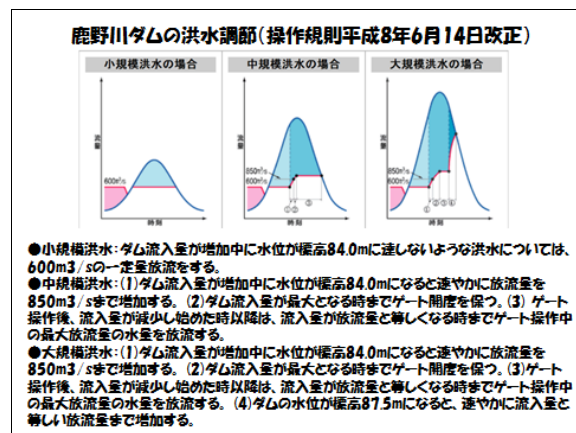 鹿野川ダムの洪水調節(操作規則平成8年6月14日改正)
小規模洪水の場合
中規模洪水の場合
大規模洪水の場合
流量
600m³/s
時刻
850m³/s
600m³/s
① ② ③
時刻
850m³/s
600m³/s
① ② ③ ④
時刻
●小規模洪水:ダム流入量が増加中に水位が標高84.0mに達しないような洪水については、
600m3/sの一定量放流をする。
●中規模洪水:(1)ダム流入量が増加中に水位が標高84.0mになると速やかに放流量を
850m3/sまで増加する。(2)ダム流入量が最大となる時までゲート開度を保つ。(3) ゲート
操作後、流入量が減少し始めた時以降は、流入量が放流量と等しくなる時までゲート操作中
の最大放流量の水量を放流する。
●大規模洪水:(1)ダム流入量が増加中に水位が標高84.0mになると速やかに放流量を
850m3/sまで増加する。(2)ダム流入量が最大となる時までゲート開度を保つ。(3)ゲート
操作後、流入量が減少し始めた時以降は、流入量が放流量と等しくなる時までゲート操作中
の最大放流量の水量を放流する。(4)ダムの水位が標高87.5mになると、速やかに流入量と
等しい放流量まで増加する。